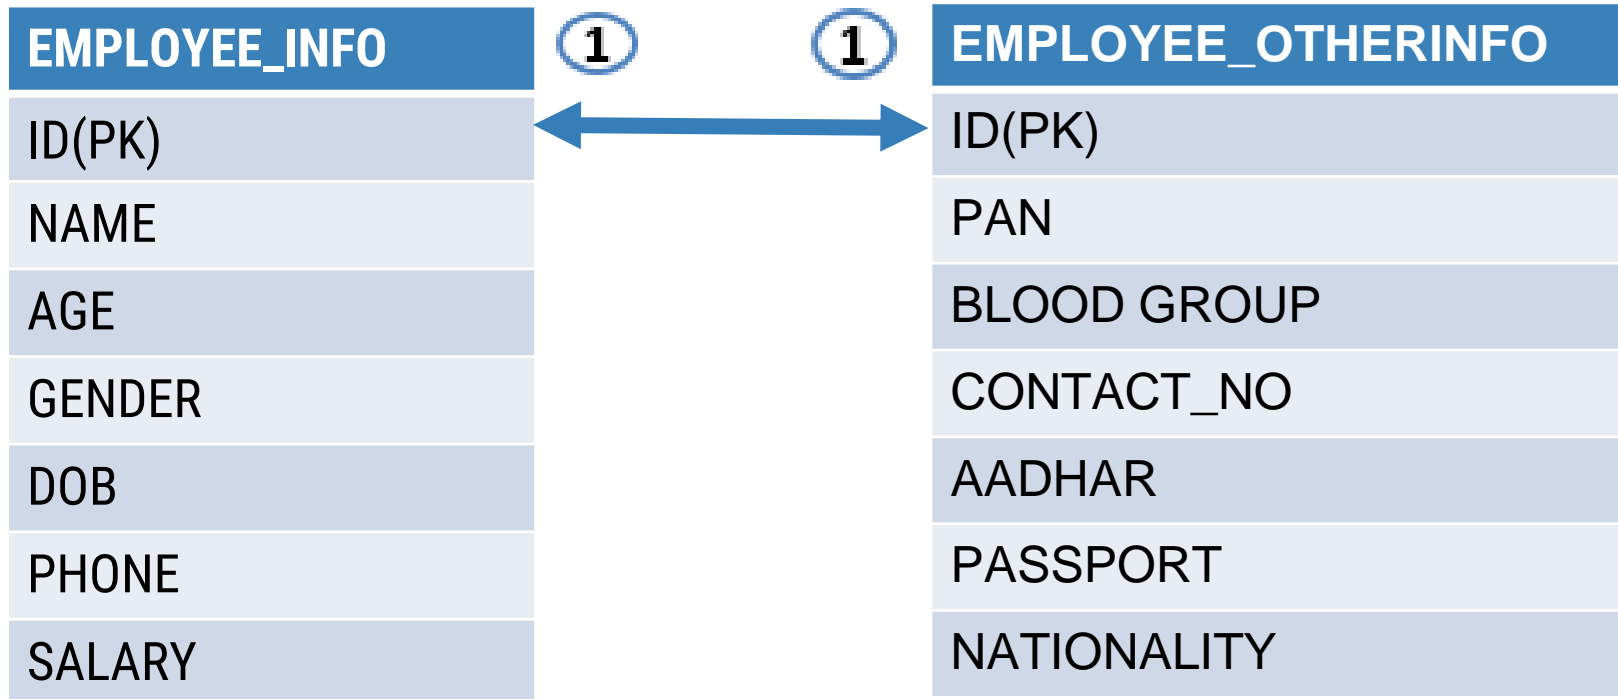 EMPLOYEE_INFO
ID(PK)
NAME
AGE
GENDER
DOB
PHONE
SALARY
1
1
EMPLOYEE_OTHERINFO
ID(PK)
PAN
BLOOD GROUP
CONTACT_NO
AADHAR
PASSPORT
NATIONALITY